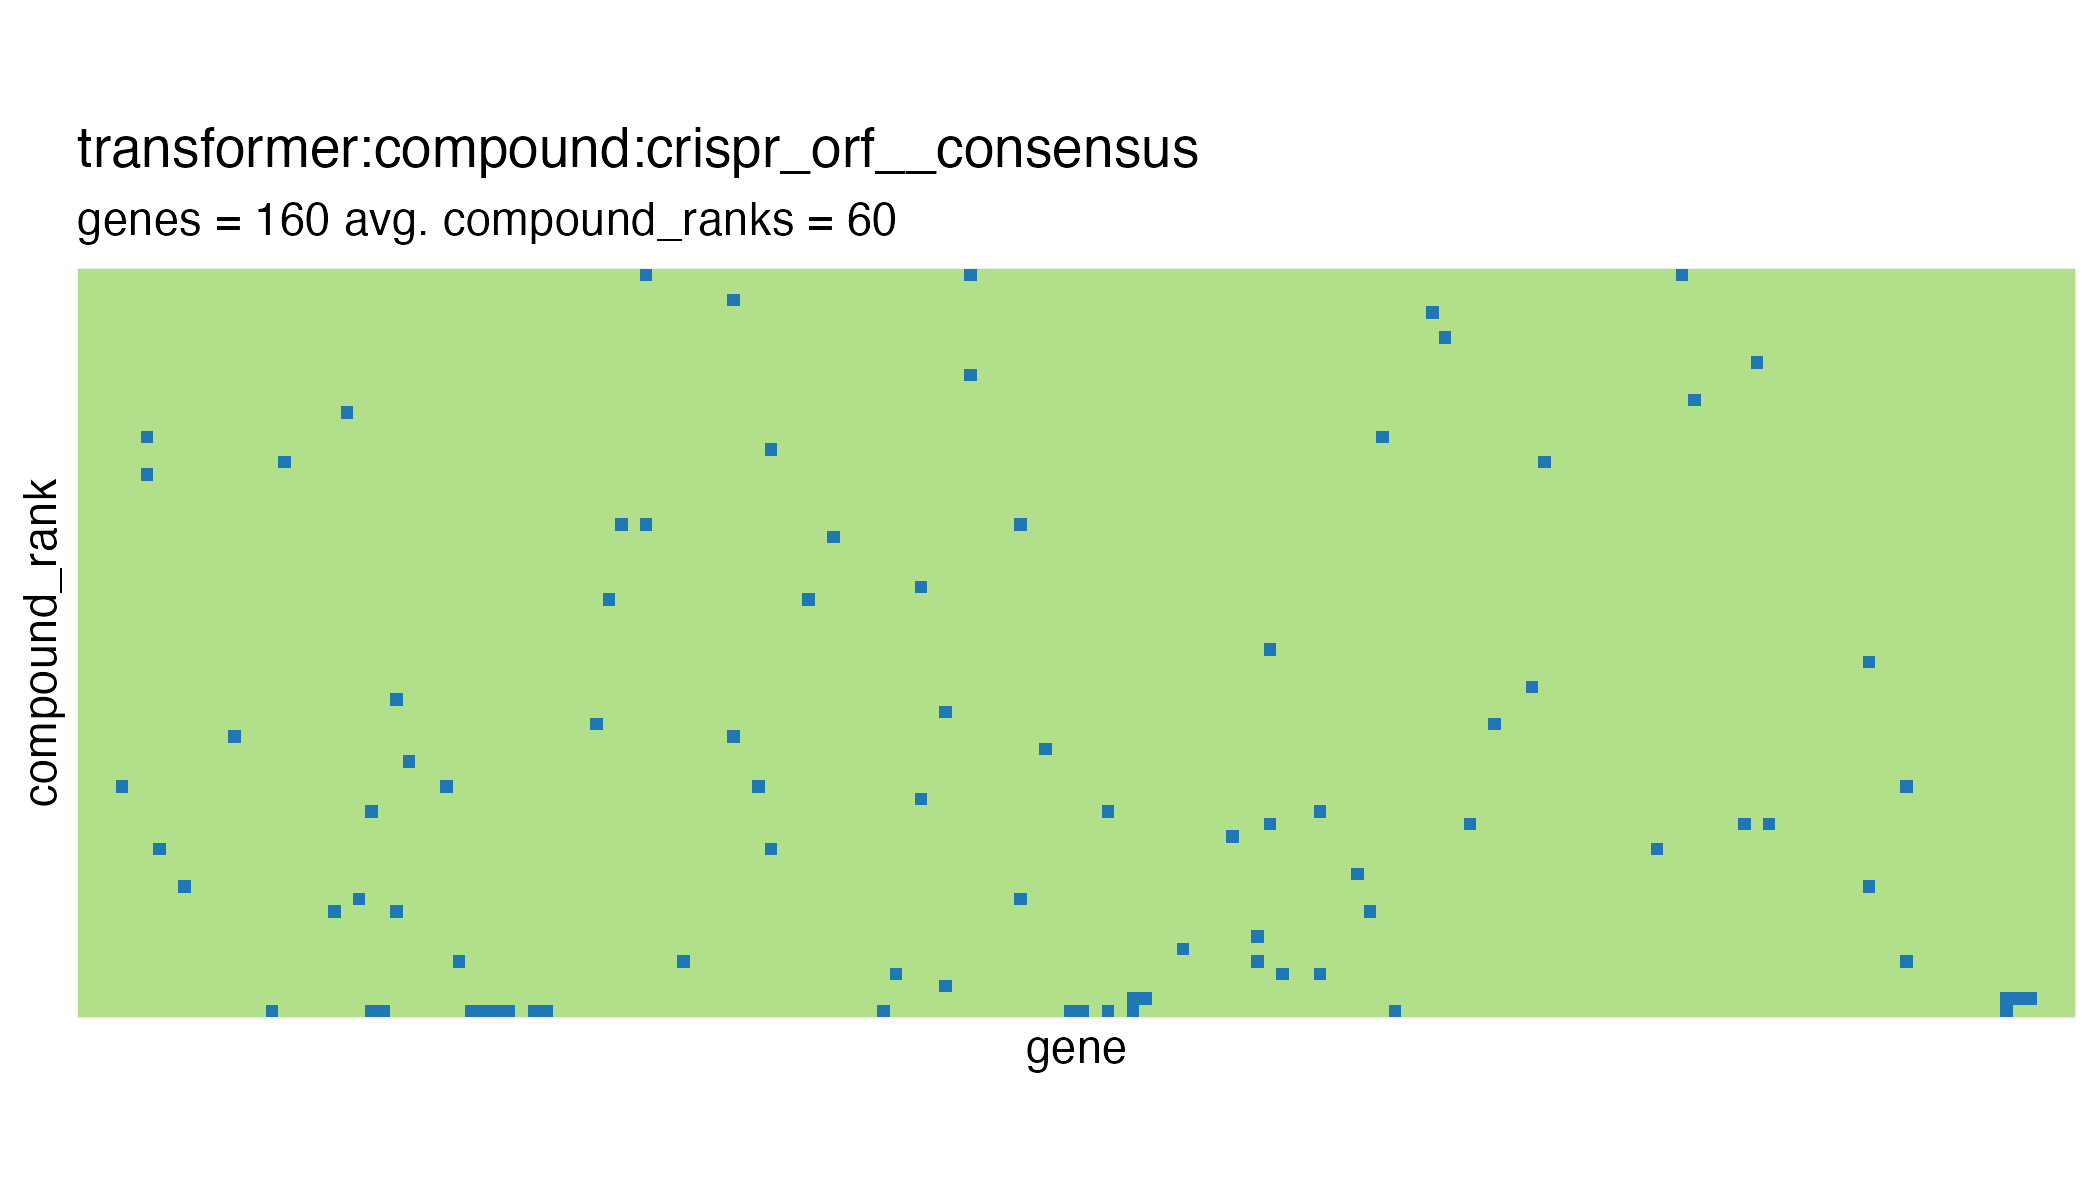 transformer:compound:crispr_orf__consensus
genes = 160 avg. compound_ranks = 60
compound_rank
gene